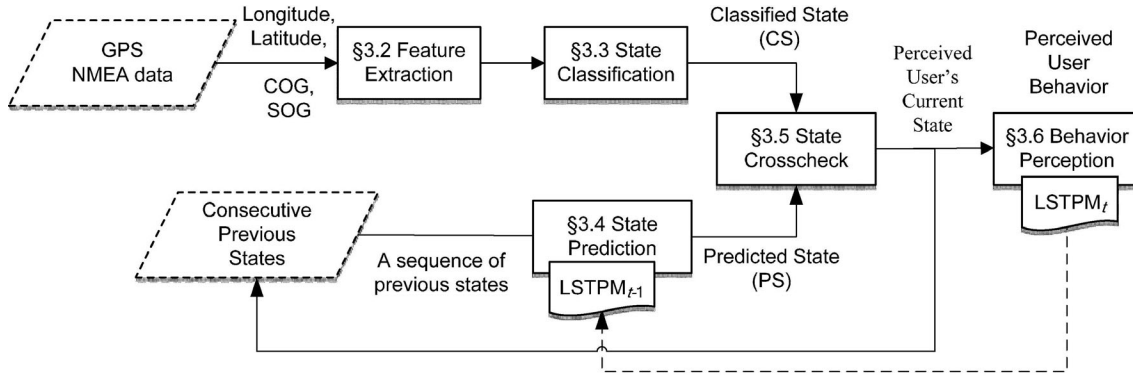 GPS
NMEA data
Longitude,
Latitude,
COG,
SOG
§3.2 Feature
Extraction
§3.3 State
Classification
Classified State
(CS)
§3.5 State
Crosscheck
Perceived
User's
Current
State
Perceived
User
Behavior
§3.6 Behavior
Perception
LSTPMt
Consecutive
Previous
States
A sequence of
previous states
§3.4 State
Prediction
LSTPMt-1
Predicted State
(PS)